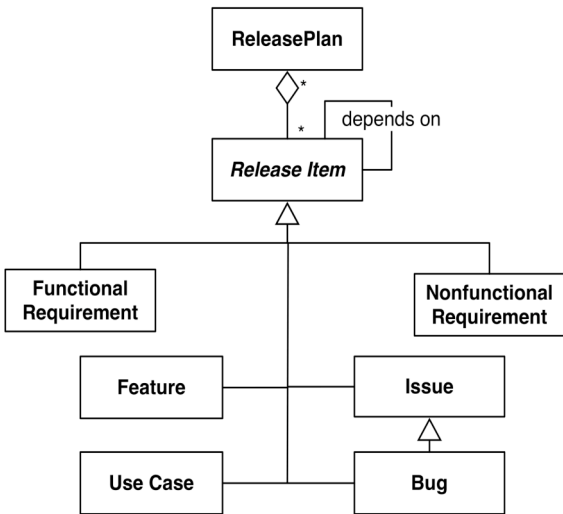 ReleasePlan
*
depends on
*
Release Item
Functional
Requirement
Nonfunctional
Requirement
Feature
Issue
Use Case
Bug